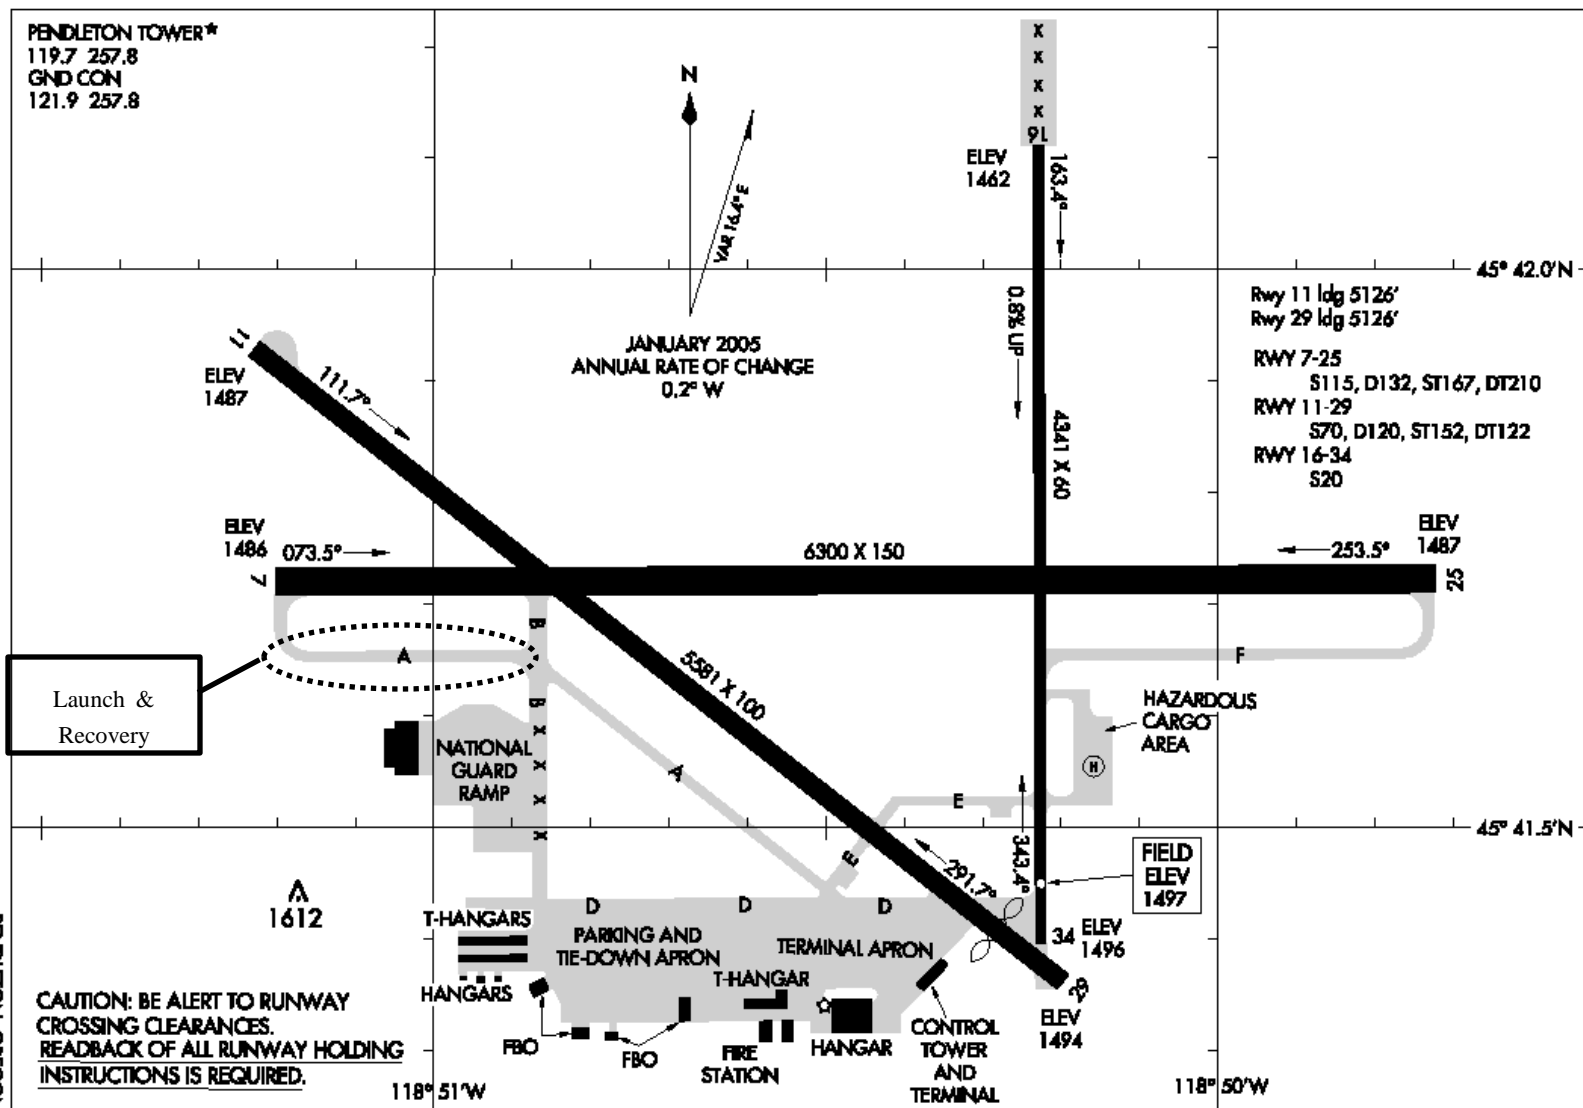 PENDLETON TOWER★
119.7 257.8
GND CON
121.9 257.8
N
VAR 16.4° E
JANUARY 2005
ANNUAL RATE OF CHANGE
0.2° W
X
X
X
X
16
ELEV
1462
163.4°
0.8% UP
4341 X 60
45° 42.0'N
Rwy 11 ldg 5126'
Rwy 29 ldg 5126'
RWY 7-25
S115, D132, ST167, DT210
RWY 11-29
S70, D120, ST152, DT122
RWY 16-34
S20
11
ELEV
1487
111.7°
ELEV
1486
073.5°
7
6300 X 150
253.5°
ELEV
1487
25
B
A
F
5581 X 100
Launch &
Recovery
B
X
X
X
X
NATIONAL
GUARD
RAMP
A
HAZARDOUS
CARGO
AREA
H
E
E
45° 41.5'N
343.4°
291.7°
FIELD
ELEV
1497
34
ELEV
1496
29
ELEV
1494
1612
T-HANGARS
D
D
D
PARKING AND
TIE-DOWN APRON
TERMINAL APRON
T-HANGAR
HANGARS
FBO
FBO
FIRE
STATION
HANGAR
CONTROL
TOWER
AND
TERMINAL
CAUTION: BE ALERT TO RUNWAY
CROSSING CLEARANCES.
READBACK OF ALL RUNWAY HOLDING
INSTRUCTIONS IS REQUIRED.
118° 51'W
118° 50'W